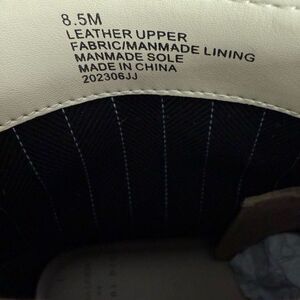 8.5M
LEATHER UPPER
FABRIC/MANMADE LINING
MANMADE SOLE
MADE IN CHINA
202306JJ